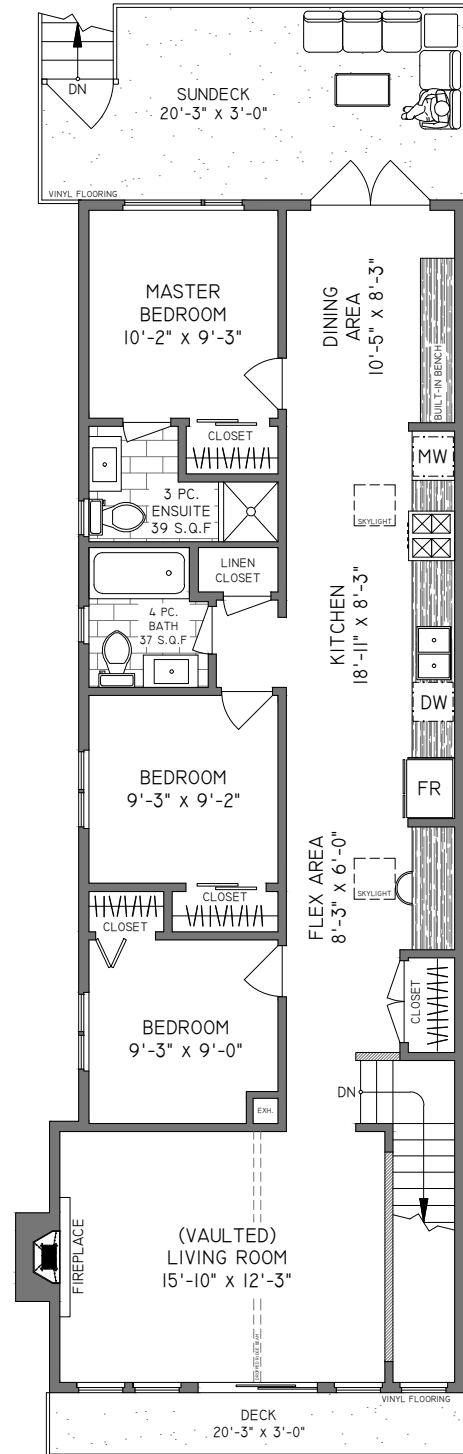 DN
SUNDECK
20'-3" X 3'-0"
VINYL FLOORING
MASTER
BEDROOM
10'-2" X 9'-3"
DINING
AREA
10'-5" X 8'-3"
BUILT-IN BENCH
CLOSET
MW
3 PC.
ENSUITE
39 S.Q.F
SKYLIGHT
LINEN
CLOSET
4 PC.
BATH
37 S.Q.F
KITCHEN
18'-11" X 8'-3"
DW
BEDROOM
9'-3" X 9'-2"
FR
FLEX AREA
8'-3" X 6'-0"
SKYLIGHT
CLOSET
CLOSET
CLOSET
BEDROOM
9'-3" X 9'-0"
DN
EXH.
FIREPLACE
(VAULTED)
LIVING ROOM
15'-10" X 12'-3"
DROPPED RIDGE BEAM
VINYL FLOORING
DECK
20'-3" X 3'-0"